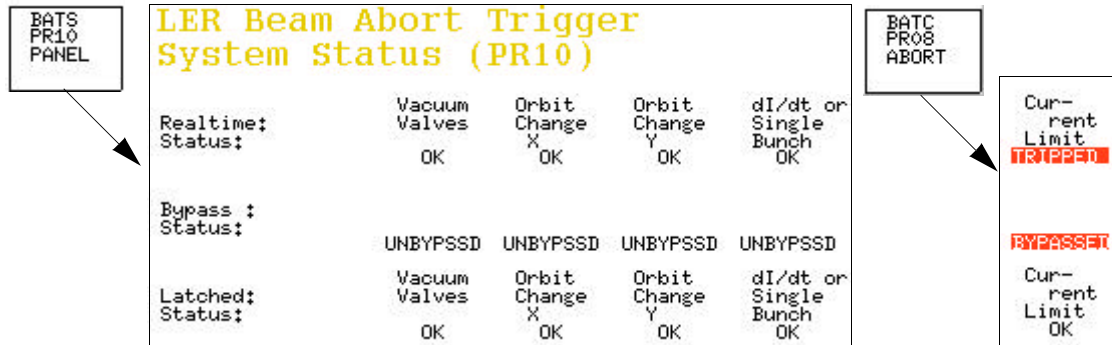 BATS
PR10
PANEL
LER Beam Abort Trigger
System Status (PR10)
Vacuum Orbit Orbit dI/dt or
Realtime: Valves Change Change Single
Status: X Y Bunch
OK OK OK OK
Bypass :
Status:
UNBYPSSD UNBYPSSD UNBYPSSD UNBYPSSD
Vacuum Orbit Orbit dI/dt or
Latched: Valves Change Change Single
Status: X Y Bunch
OK OK OK OK
BATC
PR08
ABORT
Cur-
rent
Limit
TRIPPED
BYPASSED
Cur-
rent
Limit
OK